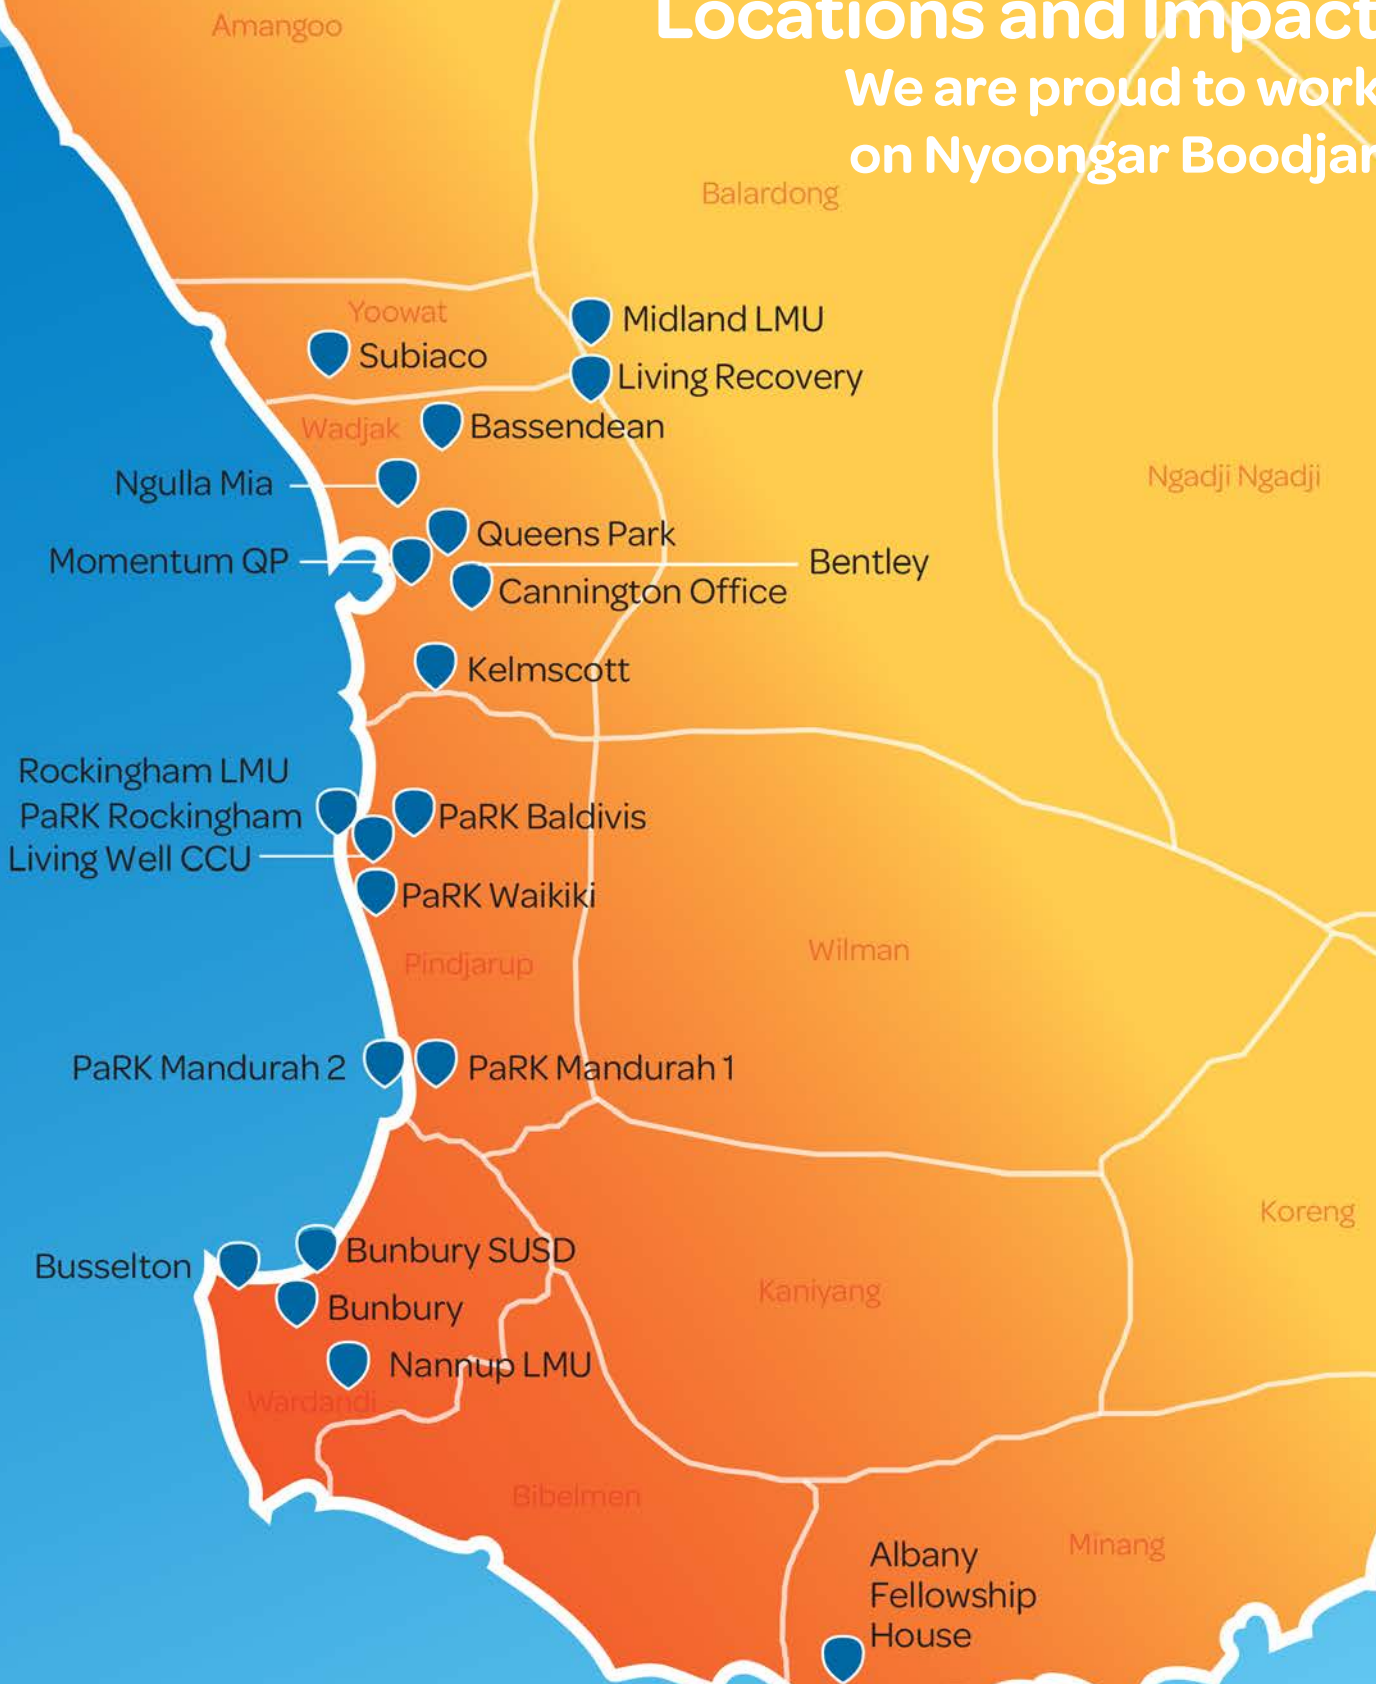 Locations and Impact
We are proud to work
on Nyoongar Boodjar
Amangoo
Balardong
Yoowat
Midland LMU
Subiaco
Living Recovery
Wadjak
Bassendean
Ngadji Ngadji
Ngulla Mia
Queens Park
Momentum QP
Bentley
Cannington Office
Kelmscott
Rockingham LMU
PaRK Rockingham
PaRK Baldivis
Living Well CCU
PaRK Waikiki
Pindjarup
Wilman
PaRK Mandurah 2
PaRK Mandurah 1
Koreng
Busselton
Bunbury SUSD
Kaniyang
Bunbury
Nannup LMU
Wardandi
Bibelmen
Minang
Albany
Fellowship
House